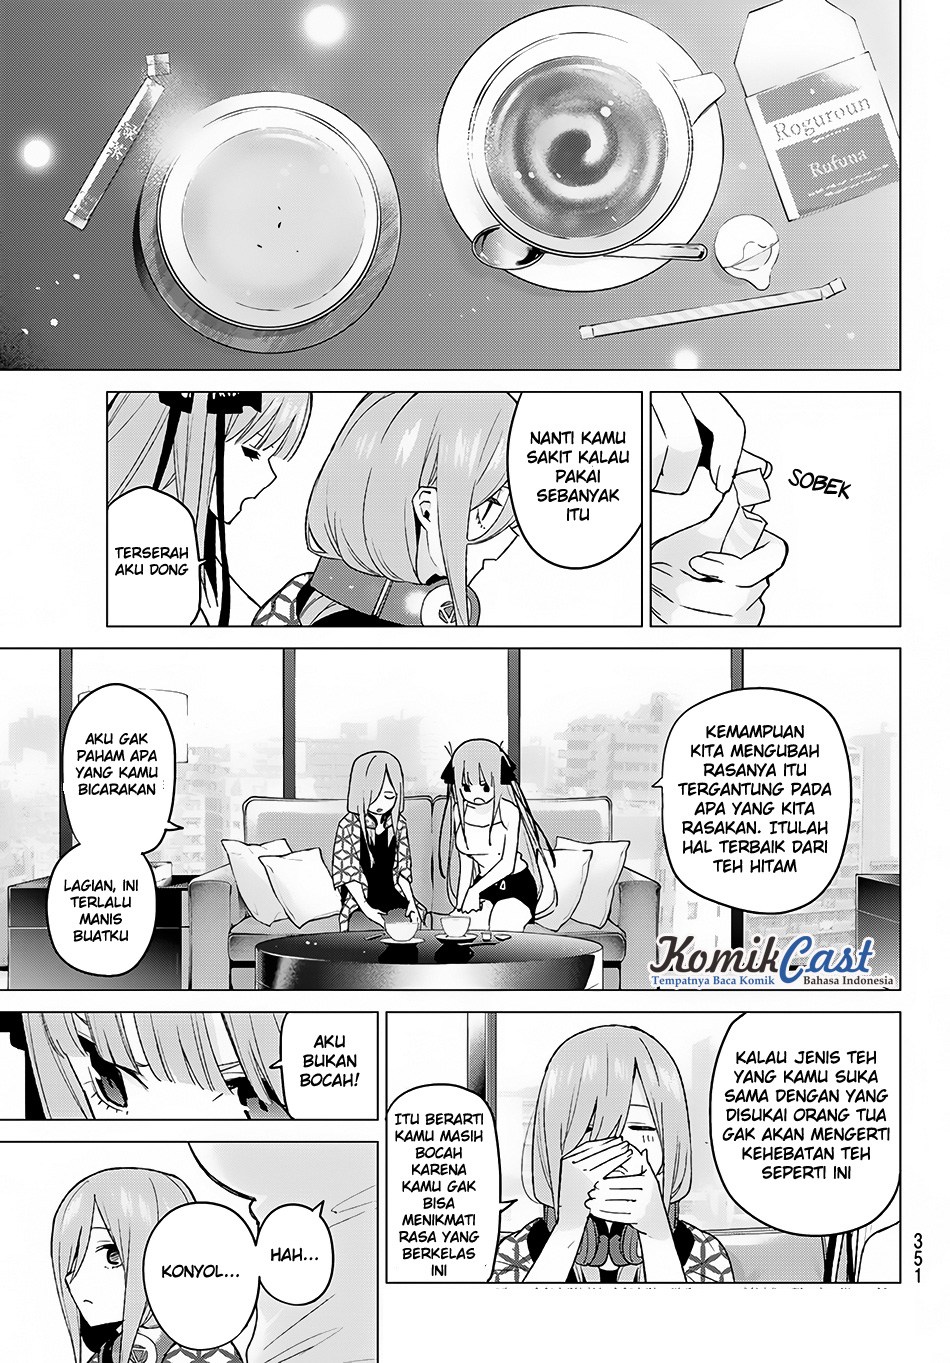 Roguroun
Rufuna
SOBEK
NANTI KAMU
SAKIT KALAU
PAKAI
SEBANYAK
ITU
TERSERAH
AKU DONG
KEMAMPUAN
KITA MENGUBAH
RASANYA ITU
TERGANTUNG PADA
APA YANG KITA
RASAKAN. ITULAH
HAL TERBAIK DARI
TEH HITAM
AKU GAK
PAHAM APA
YANG KAMU
BICARAKAN
LAGIAN, INI
TERLALU
MANIS
BUATKU
KomikCast
Tempatnya Baca Komik Bahasa Indonesia
KALAU JENIS TEH
YANG KAMU SUKA
SAMA DENGAN YANG
DISUKAI ORANG TUA
GAK AKAN MENGERTI
KEHEBATAN TEH
SEPERTI INI
ITU BERARTI
KAMU MASIH
BOCAH
KARENA
KAMU GAK
BISA
MENIKMATI
RASA YANG
BERKELAS
INI
AKU
BUKAN
BOCAH!
HAH...
KONYOL...
351